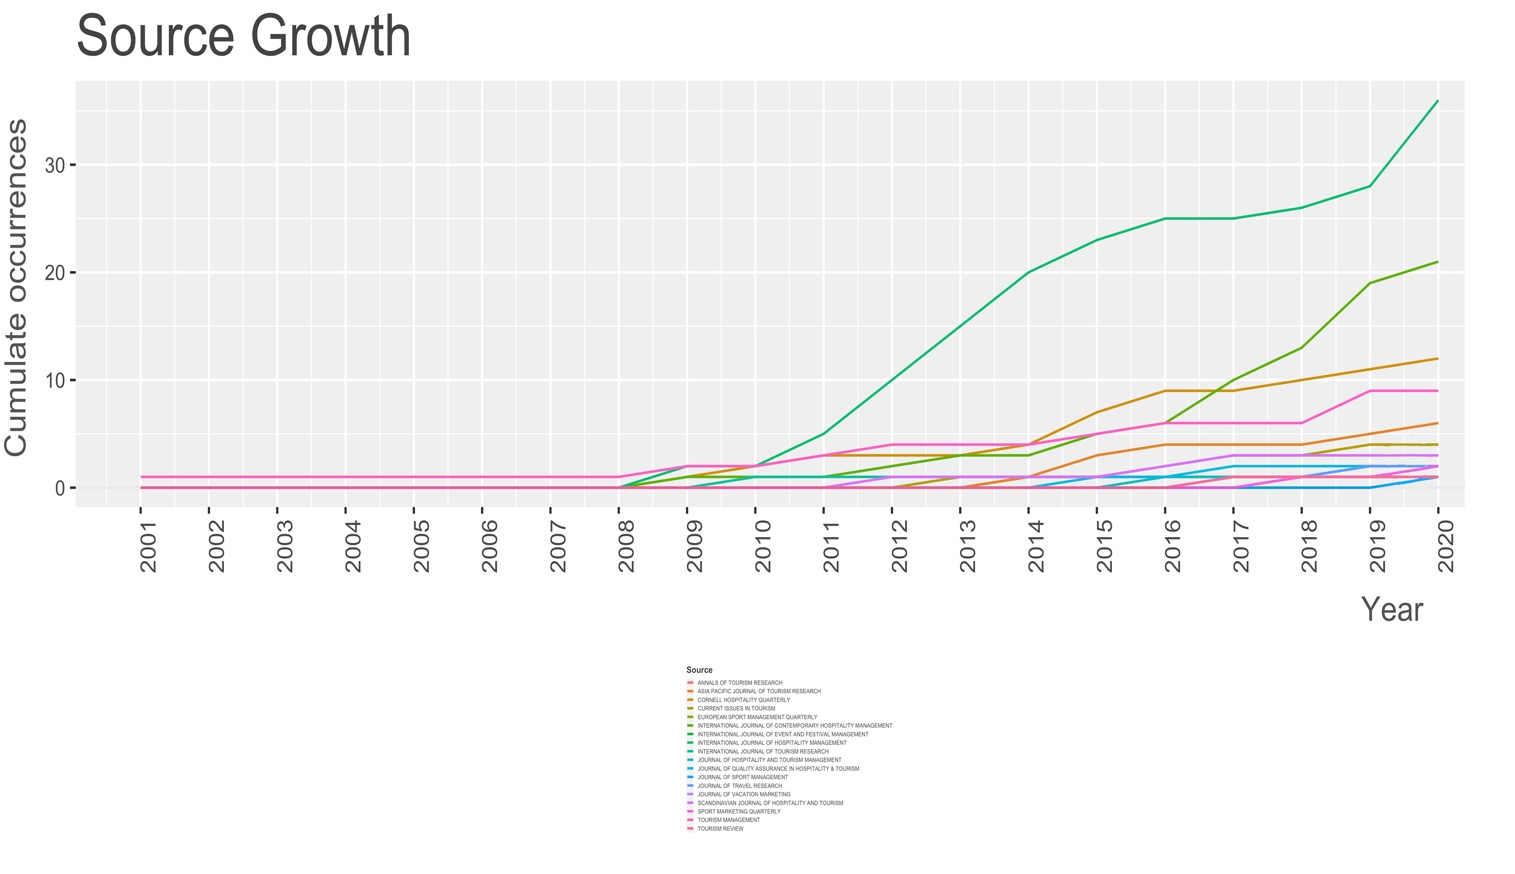 Source Growth
Cumulate occurrences
30
20
10
0
2001 2002 2003 2004 2005 2006 2007 2008 2009 2010 2011 2012 2013 2014 2015 2016 2017 2018 2019 2020
Year
Source
ANNALS OF TOURISM RESEARCH
ASIA PACIFIC JOURNAL OF TOURISM RESEARCH
CORNELL HOSPITALITY QUARTERLY
CURRENT ISSUES IN TOURISM
EUROPEAN SPORT MANAGEMENT QUARTERLY
INTERNATIONAL JOURNAL OF CONTEMPORARY HOSPITALITY MANAGEMENT
INTERNATIONAL JOURNAL OF EVENT AND FESTIVAL MANAGEMENT
INTERNATIONAL JOURNAL OF HOSPITALITY MANAGEMENT
INTERNATIONAL JOURNAL OF TOURISM RESEARCH
JOURNAL OF HOSPITALITY AND TOURISM MANAGEMENT
JOURNAL OF QUALITY ASSURANCE IN HOSPITALITY & TOURISM
JOURNAL OF SPORT MANAGEMENT
JOURNAL OF TRAVEL RESEARCH
JOURNAL OF VACATION MARKETING
SCANDINAVIAN JOURNAL OF HOSPITALITY AND TOURISM
SPORT MARKETING QUARTERLY
TOURISM MANAGEMENT
TOURISM REVIEW